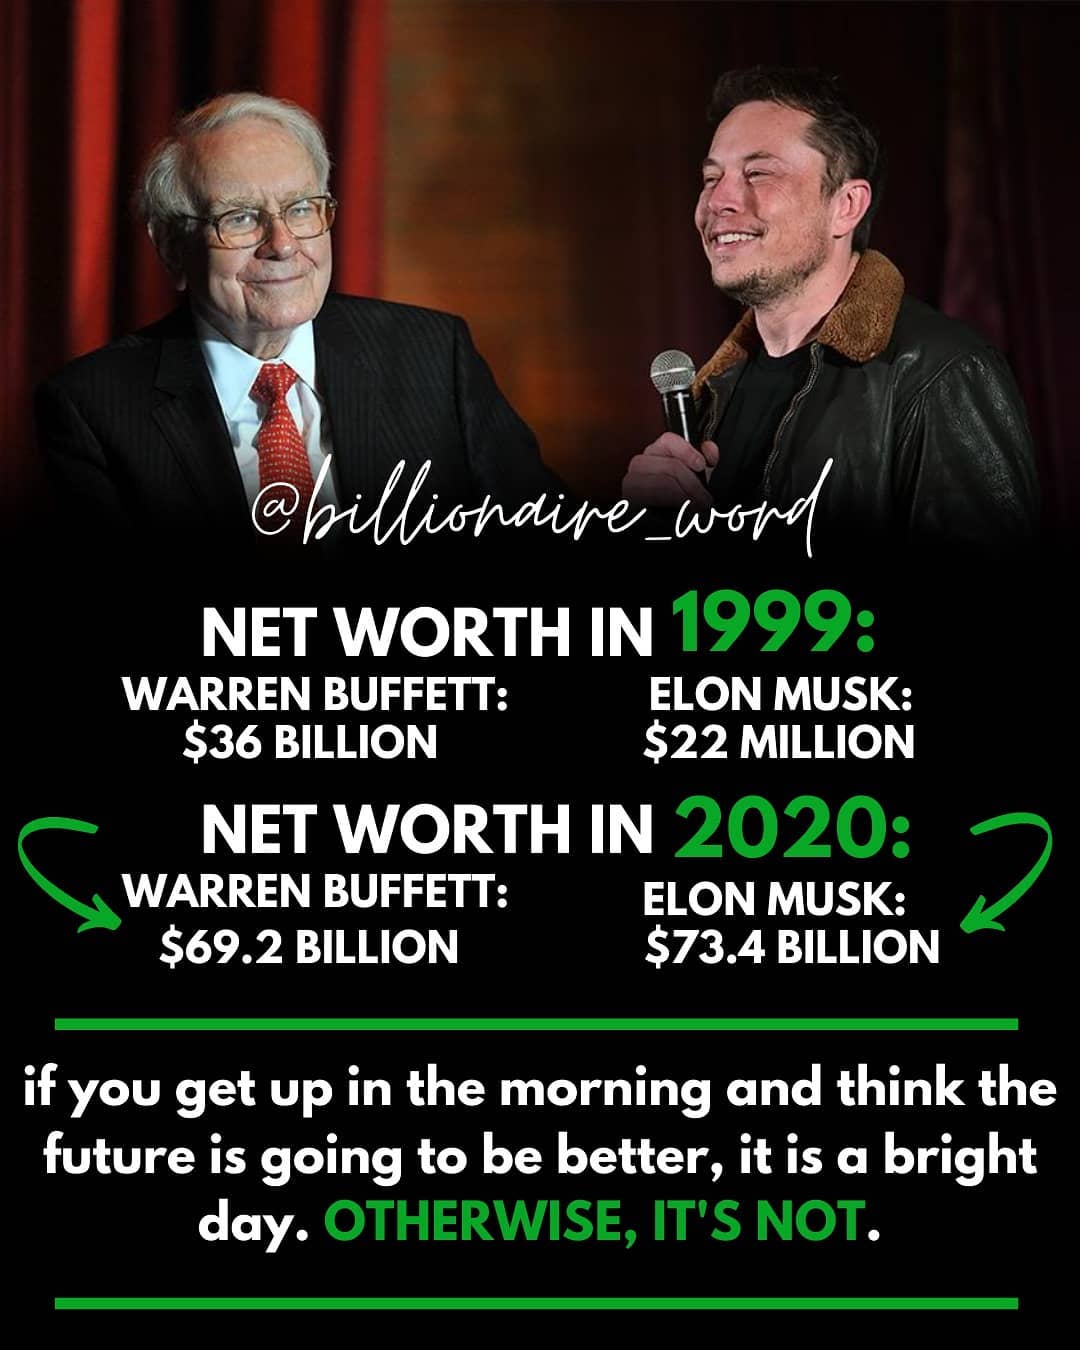 @billionaire_word
NET WORTH IN 1999:
WARREN BUFFETT:
$36 BILLION
ELON MUSK:
$22 MILLION
NET WORTH IN 2020:
WARREN BUFFETT:
$69.2 BILLION
ELON MUSK:
$73.4 BILLION
if you get up in the morning and think the
future is going to be better, it is a bright
day. OTHERWISE, IT'S NOT.